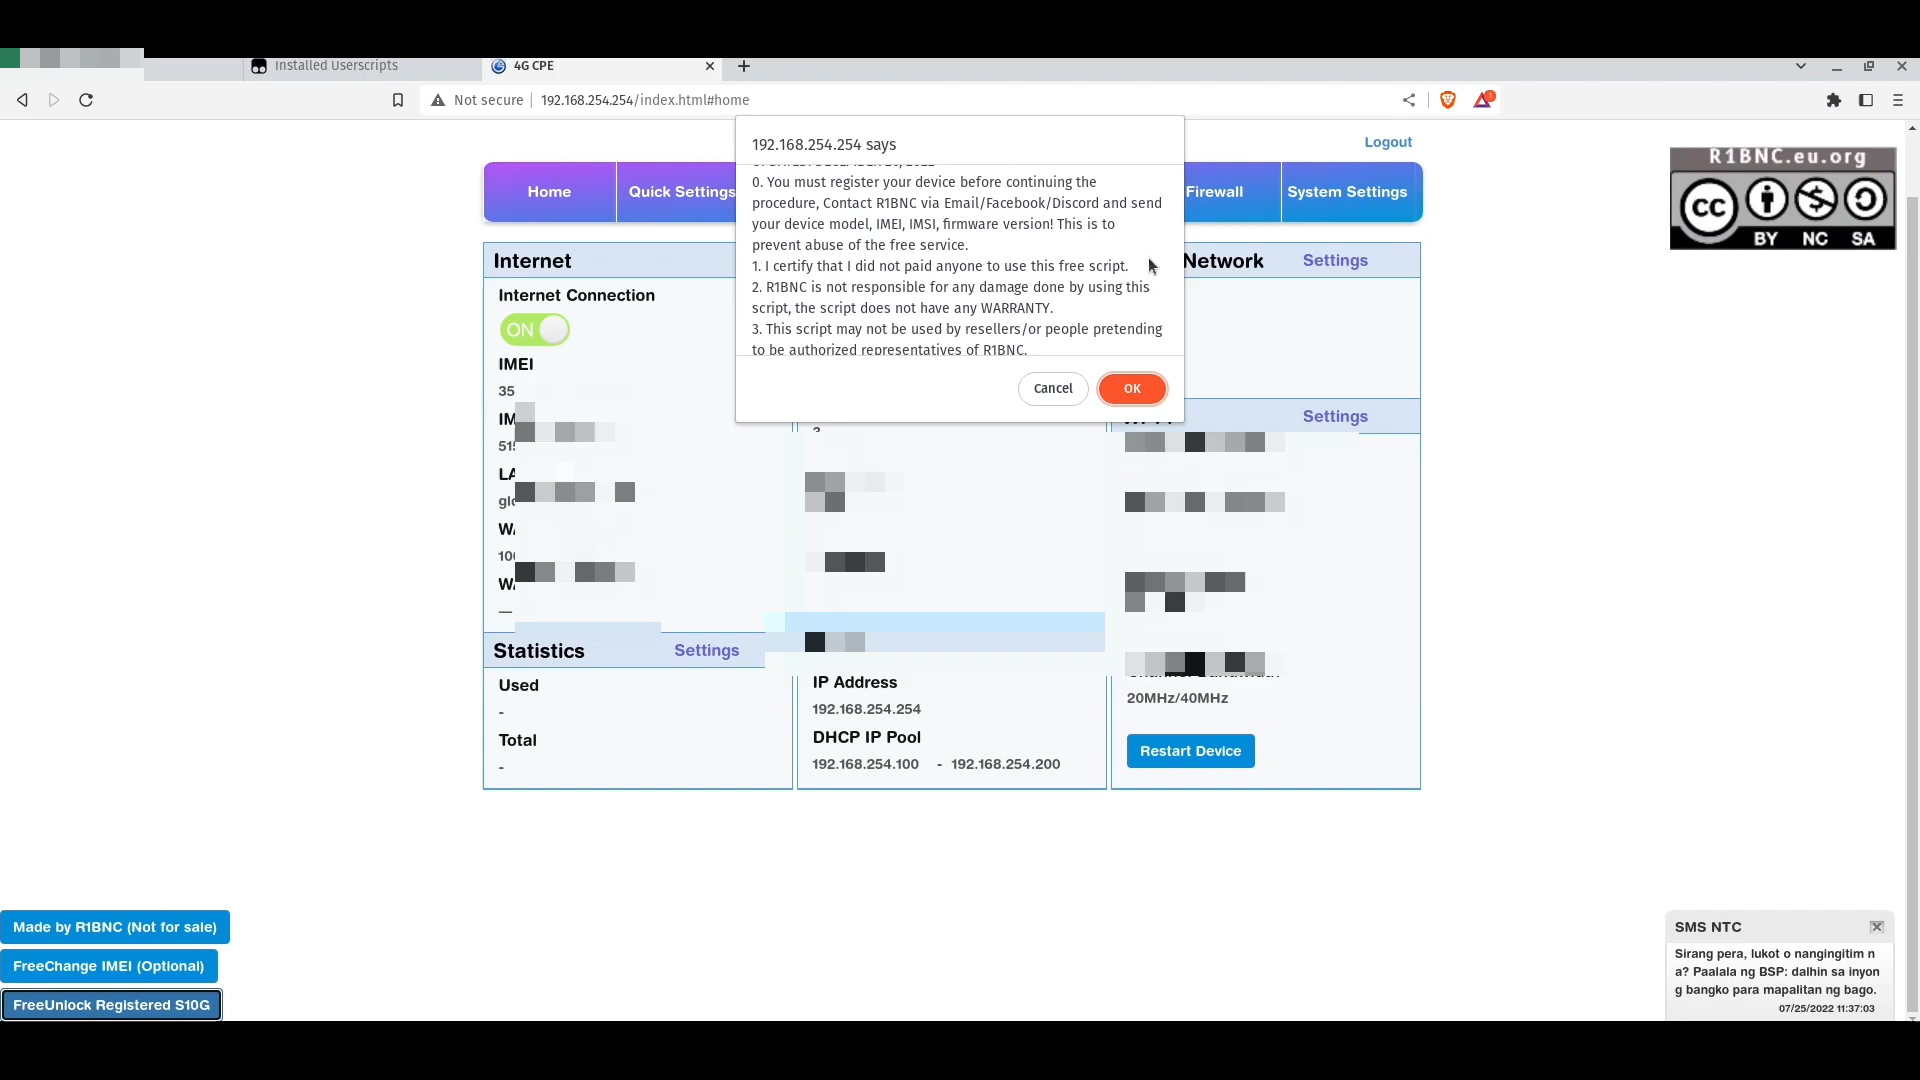 Installed Userscripts
4G CPE
Not secure
192.168.254.254/index.html#home
192.168.254.254 says
0. You must register your device before continuing the
procedure, Contact R1BNC via Email/Facebook/Discord and send
your device model, IMEI, IMSI, firmware version! This is to
prevent abuse of the free service.
1. I certify that I did not paid anyone to use this free script.
2. R1BNC is not responsible for any damage done by using this
script, the script does not have any WARRANTY.
3. This script may not be used by resellers/or people pretending
to be authorized representatives of R1BNC.
Cancel
OK
Logout
Home
Quick Settings
Firewall
System Settings
R1BNC.eu.org
CC
BY NC SA
Internet
Internet Connection
ON
IMEI
35
IM
515
LA
glo
WA
100
WA
—
Statistics
Settings
Used
-
Total
-
IP Address
192.168.254.254
DHCP IP Pool
192.168.254.100 - 192.168.254.200
Network
Settings
Settings
20MHz/40MHz
Restart Device
Made by R1BNC (Not for sale)
FreeChange IMEI (Optional)
FreeUnlock Registered S10G
SMS NTC
Sirang pera, lukot o nangingitim n
a? Paalala ng BSP: dalhin sa inyon
g bangko para mapalitan ng bago.
07/25/2022 11:37:03